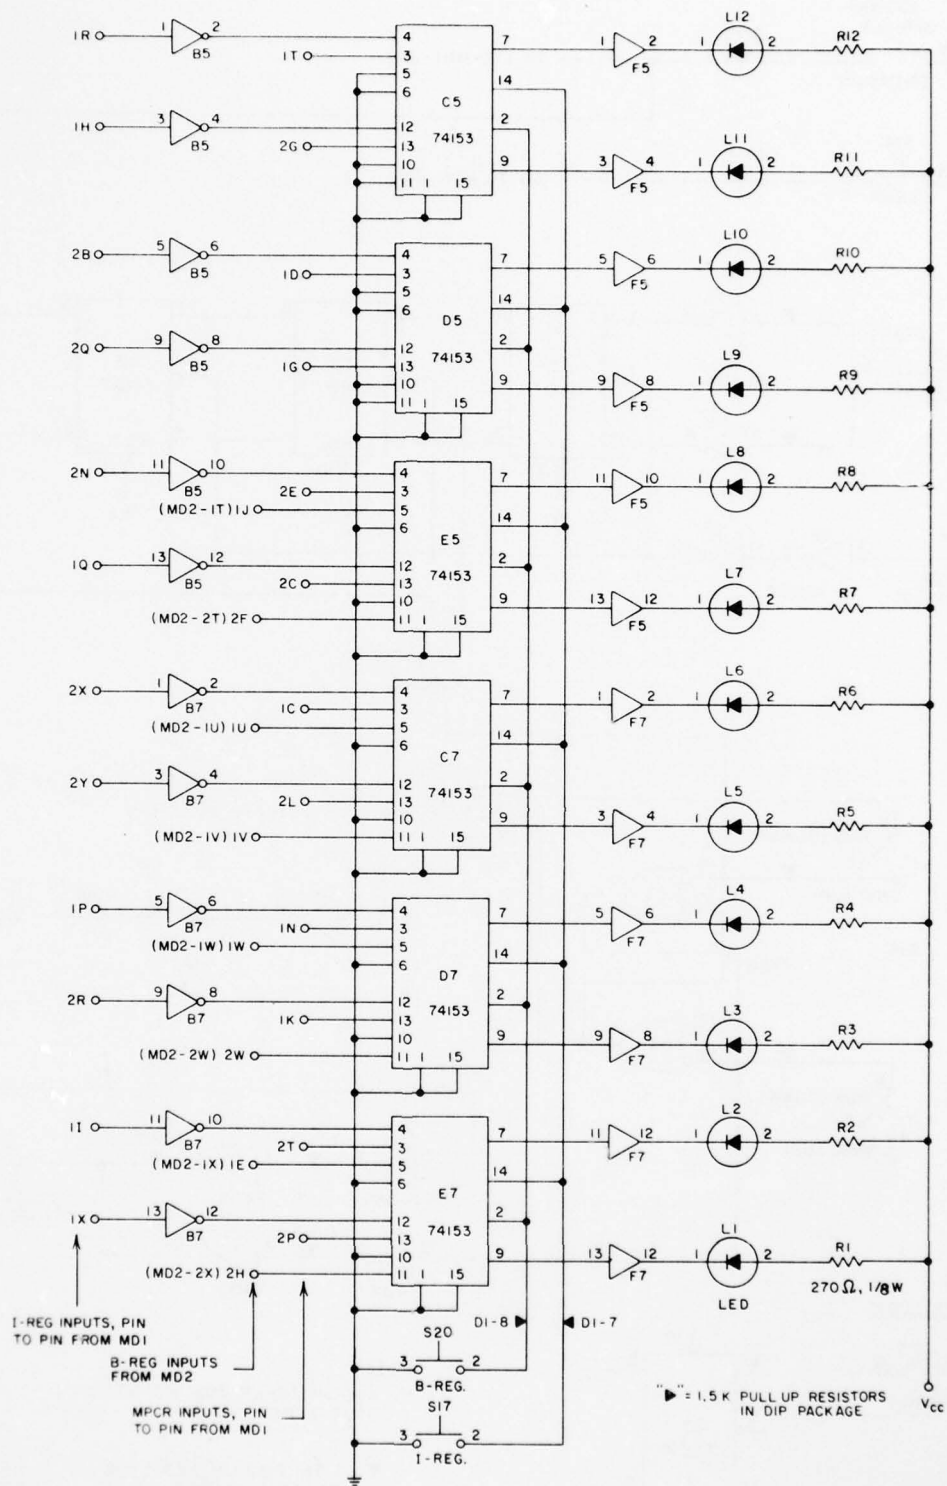 L12
1R 1 2 B5 4 7 1 2 F5 1 2 R12
1T 3
5
6 14
C5
1H 3 4 B5 12 74153 2 L11
2G 13
10 9 3 4 F5 1 2 R11
11 1 15
L10
2B 5 6 B5 4 7 5 6 F5 1 2 R10
1D 3
5
6 14
D5
2Q 9 8 B5 12 74153 2 L9
1G 13
10 9 9 8 F5 1 2 R9
11 1 15
L8
2N 11 10 B5 4 7 11 10 F5 1 2 R8
2E 3
(MD2-1T) 1J 5
6 14
E5
1Q 13 12 B5 12 74153 2 L7
2C 13
10 9 13 12 F5 1 2 R7
(MD2-2T) 2F 11 1 15
L6
2X 1 2 B7 4 7 1 2 F7 1 2 R6
1C 3
(MD2-1U) 1U 5
6 14
C7
2Y 3 4 B7 12 74153 2 L5
2L 13
10 9 3 4 F7 1 2 R5
(MD2-1V) 1V 11 1 15
L4
1P 5 6 B7 4 7 5 6 F7 1 2 R4
1N 3
(MD2-1W) 1W 5
6 14
D7
2R 9 8 B7 12 74153 2 L3
1K 13
10 9 9 8 F7 1 2 R3
(MD2-2W) 2W 11 1 15
L2
1I 11 10 B7 4 7 11 12 F7 1 2 R2
2T 3
(MD2-1X) 1E 5
6 14
E7
1X 13 12 B7 12 74153 2 L1
2P 13
10 9 13 12 F7 1 2 R1
(MD2-2X) 2H 11 1 15
LED 270Ω, 1/8W
I-REG INPUTS, PIN
TO PIN FROM MD1
B-REG INPUTS
FROM MD2
MPCR INPUTS, PIN
TO PIN FROM MD1
D1-8 ▶ ◀ D1-7
S20
3 2
B-REG.
S17
3 2
I-REG.
"▶" = 1.5 K PULL UP RESISTORS
IN DIP PACKAGE
VCC